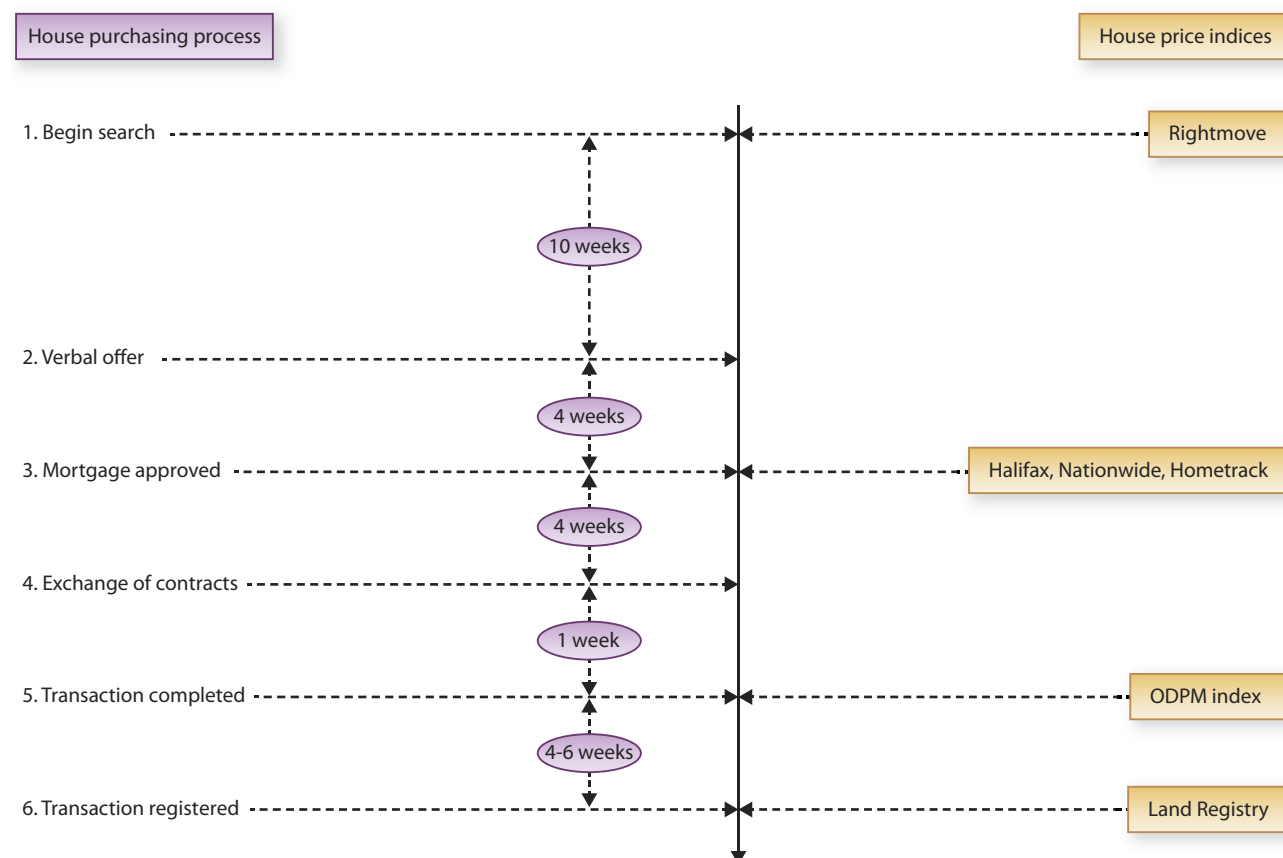 House purchasing process
House price indices
1. Begin search
Rightmove
10 weeks
2. Verbal offer
4 weeks
3. Mortgage approved
Halifax, Nationwide, Hometrack
4 weeks
4. Exchange of contracts
1 week
5. Transaction completed
ODPM index
4-6 weeks
6. Transaction registered
Land Registry